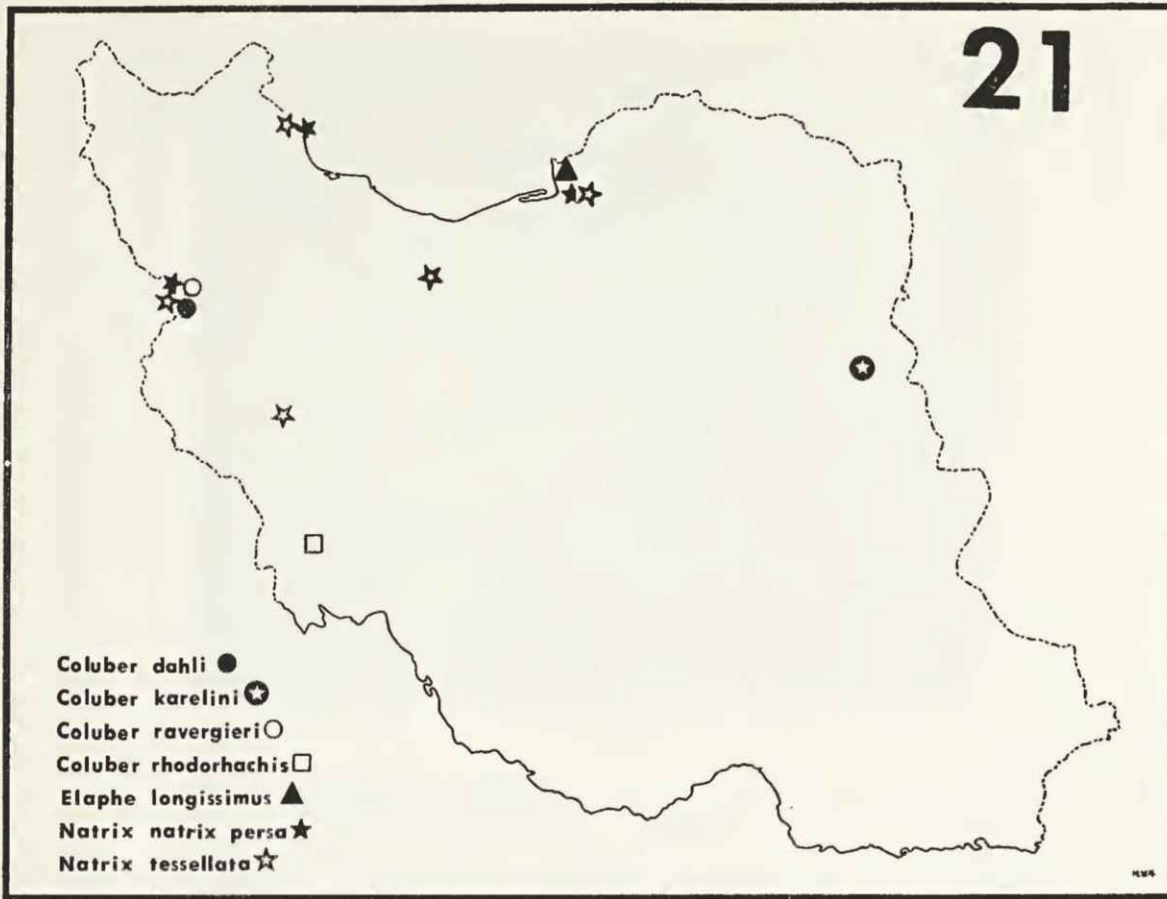 21
Coluber dahli
Coluber karelini
Coluber ravergieri
Coluber rhodorhachis
Elaphe longissimus
Natrix natrix persa
Natrix tessellata